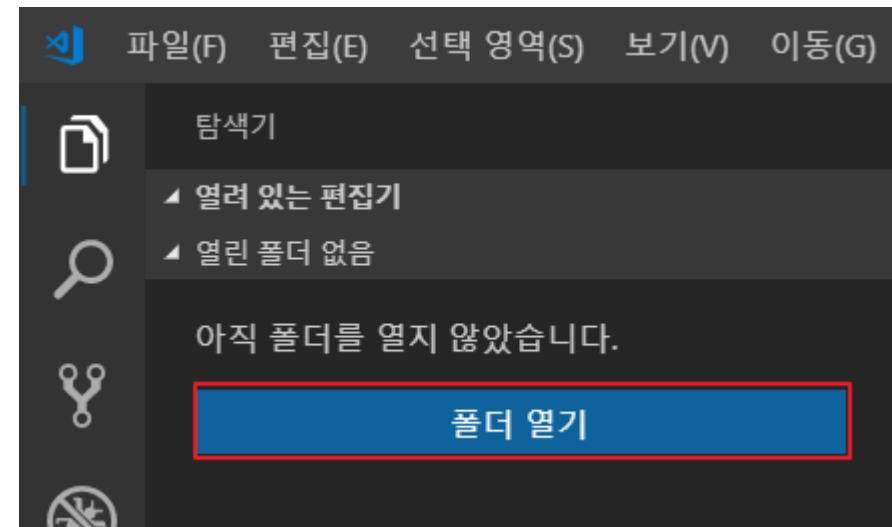 파일(F) 편집(E) 선택 영역(S) 보기(V) 이동(G)
탐색기
열려 있는 편집기
열린 폴더 없음
아직 폴더를 열지 않았습니다.
폴더 열기